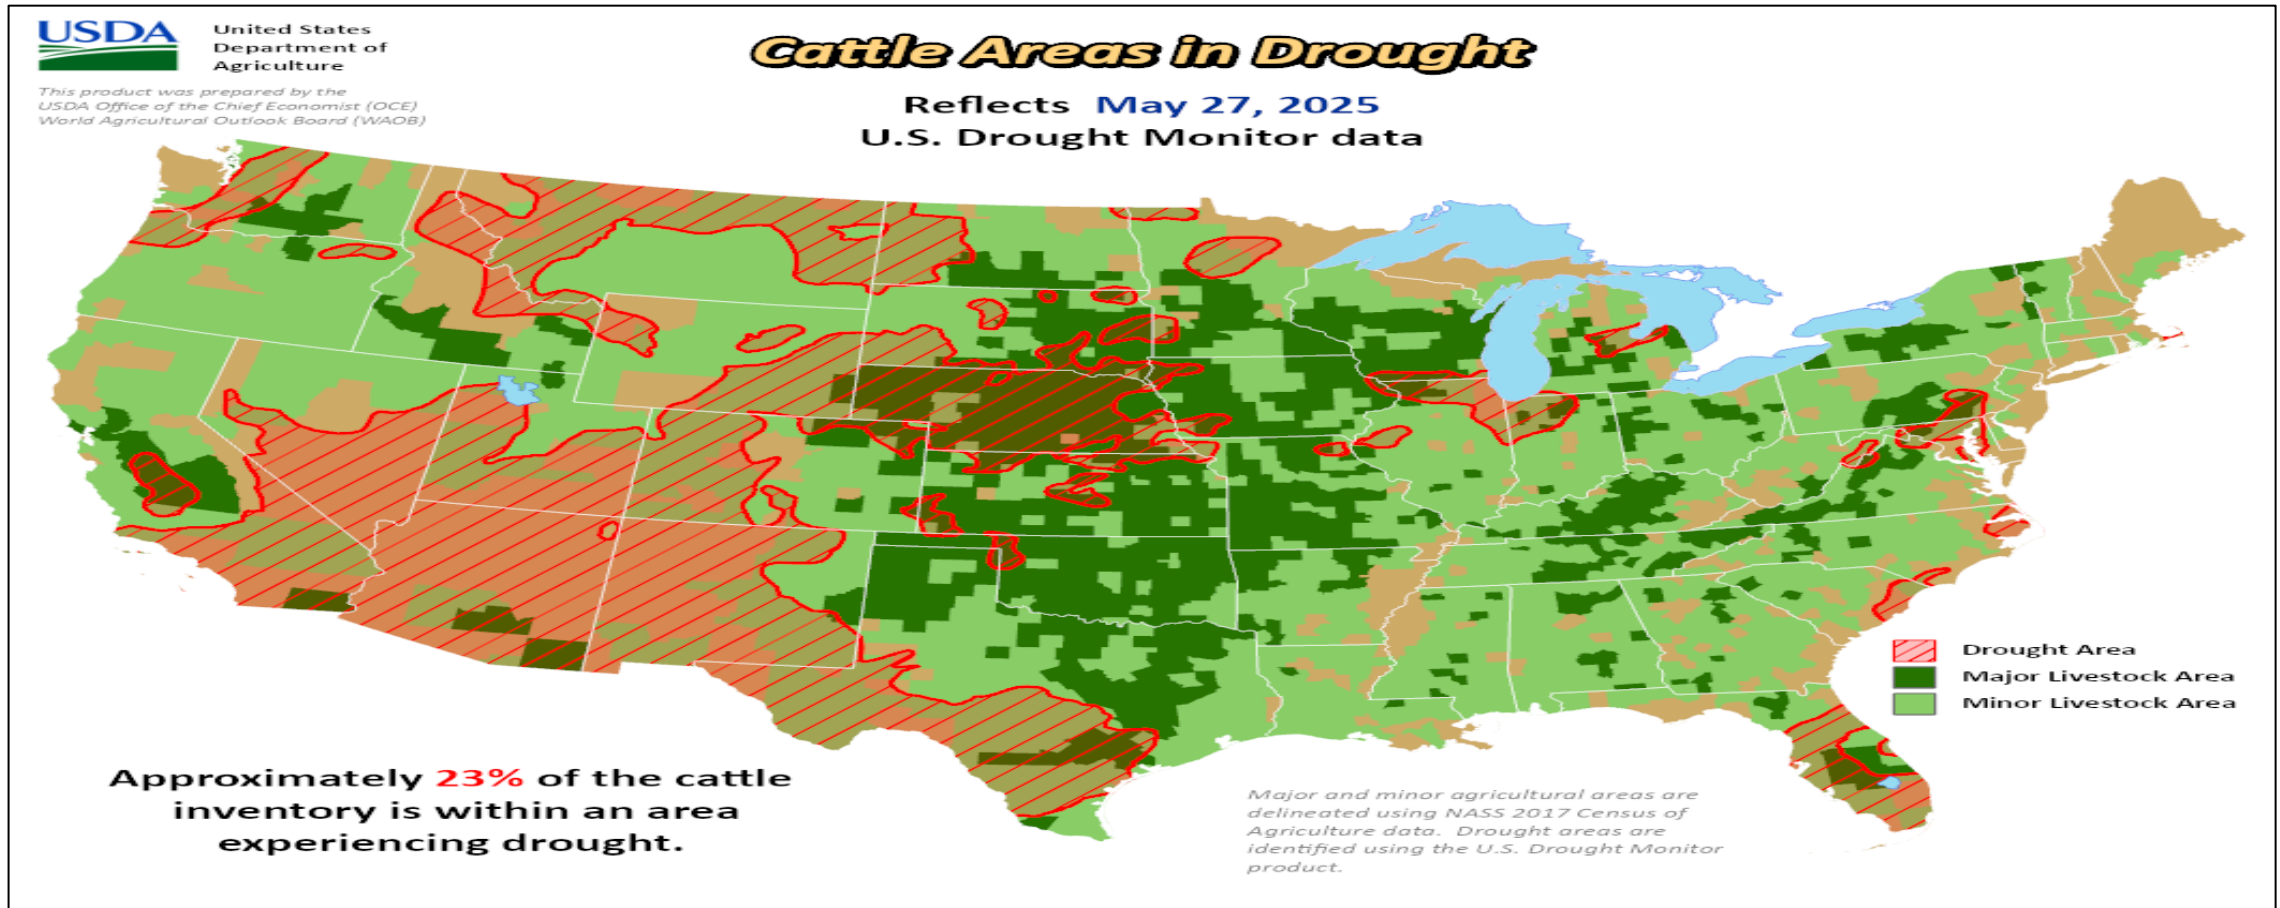 USDA
United States
Department of
Agriculture
This product was prepared by the
USDA Office of the Chief Economist (OCE)
World Agricultural Outlook Board (WAOB)
Cattle Areas in Drought
Reflects May 27, 2025
U.S. Drought Monitor data
Drought Area
Major Livestock Area
Minor Livestock Area
Approximately 23% of the cattle
inventory is within an area
experiencing drought.
Major and minor agricultural areas are
delineated using NASS 2017 Census of
Agriculture data. Drought areas are
identified using the U.S. Drought Monitor
product.